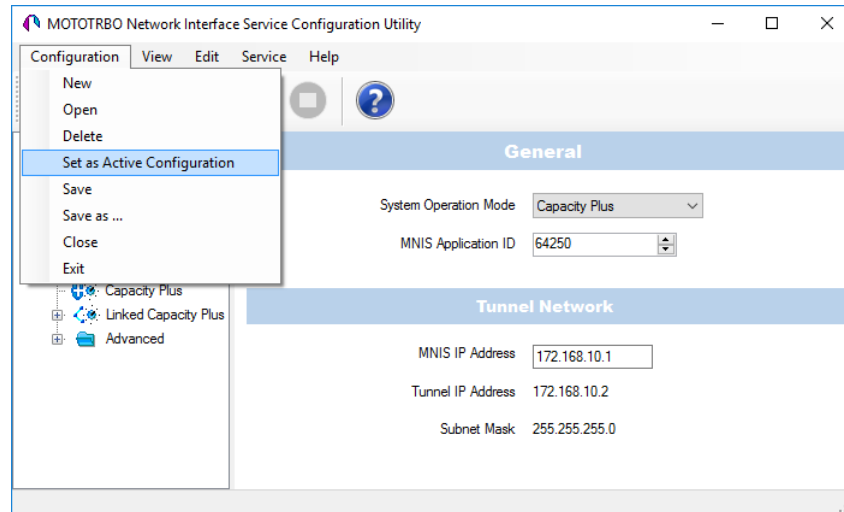 MOTOTRBO Network Interface Service Configuration Utility
Configuration View Edit Service Help
New
Open
Delete
Set as Active Configuration
Save
Save as ...
Close
Exit
Capacity Plus
Linked Capacity Plus
Advanced
General
System Operation Mode Capacity Plus
MNIS Application ID 64250
Tunnel Network
MNIS IP Address 172.168.10.1
Tunnel IP Address 172.168.10.2
Subnet Mask 255.255.255.0